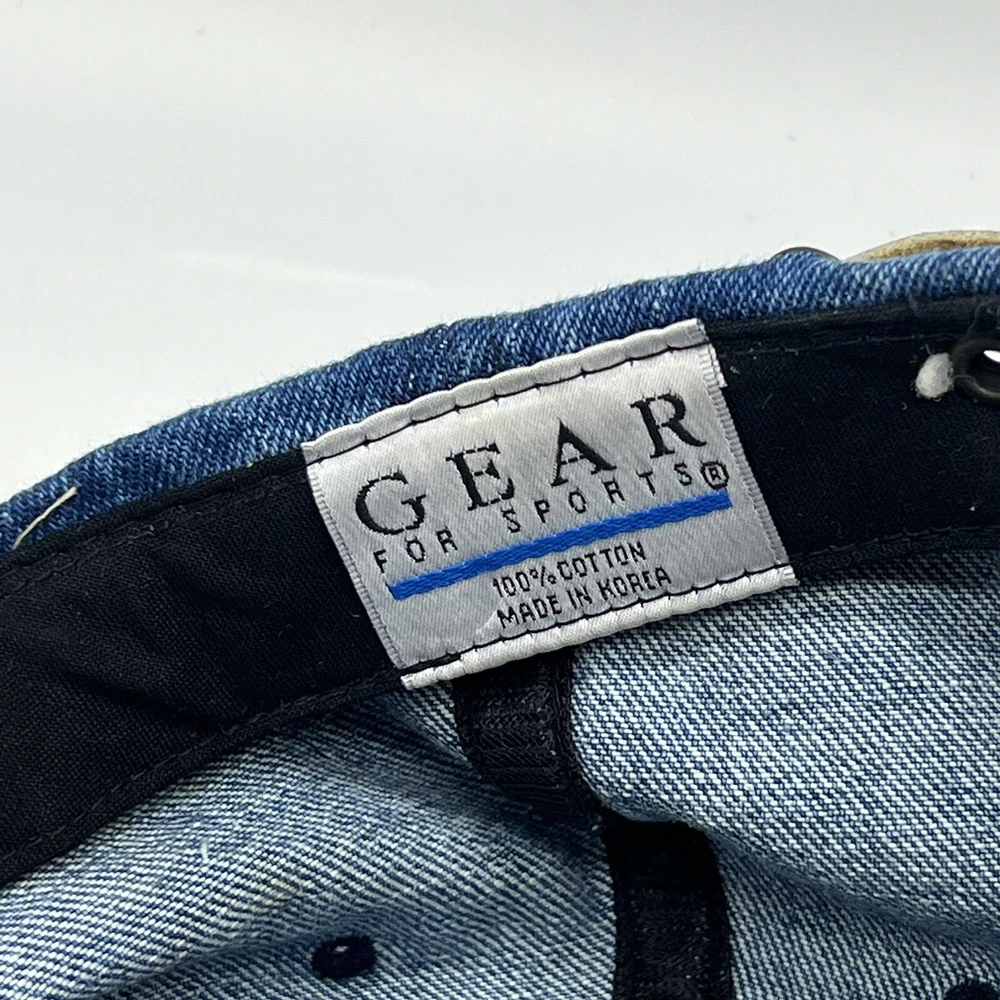 GEAR
FOR SPORTS®
100% COTTON
MADE IN KOREA